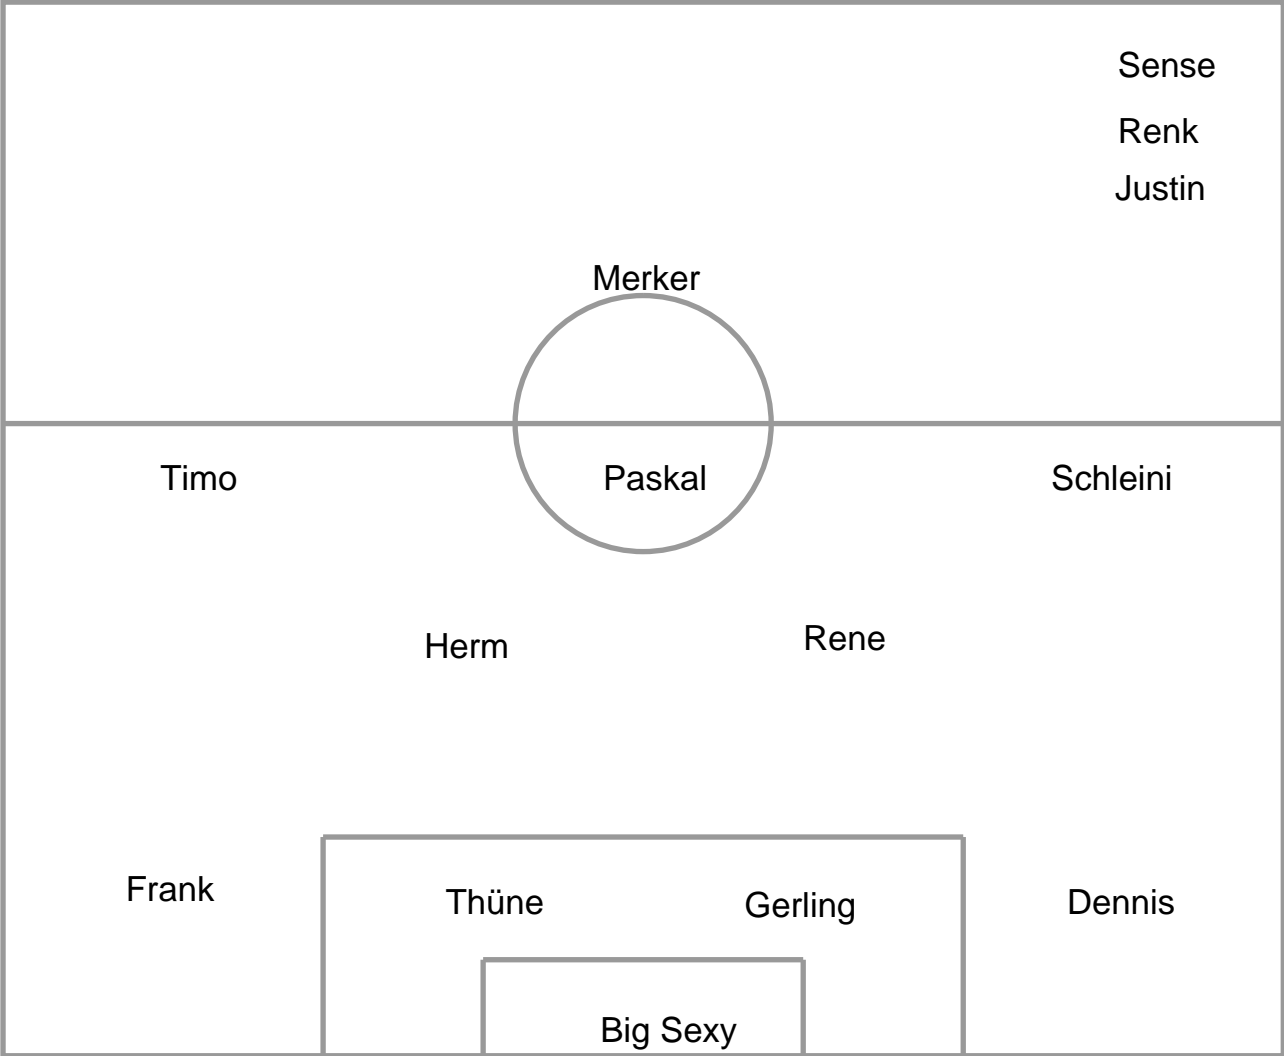 Sense
Renk
Justin
Merker
Timo
Paskal
Schleini
Herm
Rene
Frank
Thüne
Gerling
Dennis
Big Sexy